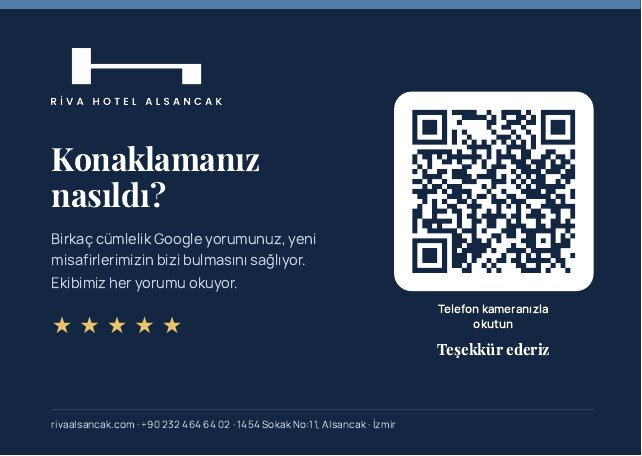 RİVA HOTEL ALSANCAK
Konaklamanız
nasıldı?
Birkaç cümlelik Google yorumunuz, yeni
misafirlerimizin bizi bulmasını sağlıyor.
Ekibimiz her yorumu okuyor.
★ ★ ★ ★ ★
Telefon kameranızla
okutun
Teşekkür ederiz
rivaalsancak.com · +90 232 464 64 02 · 1454 Sokak No:11, Alsancak · İzmir